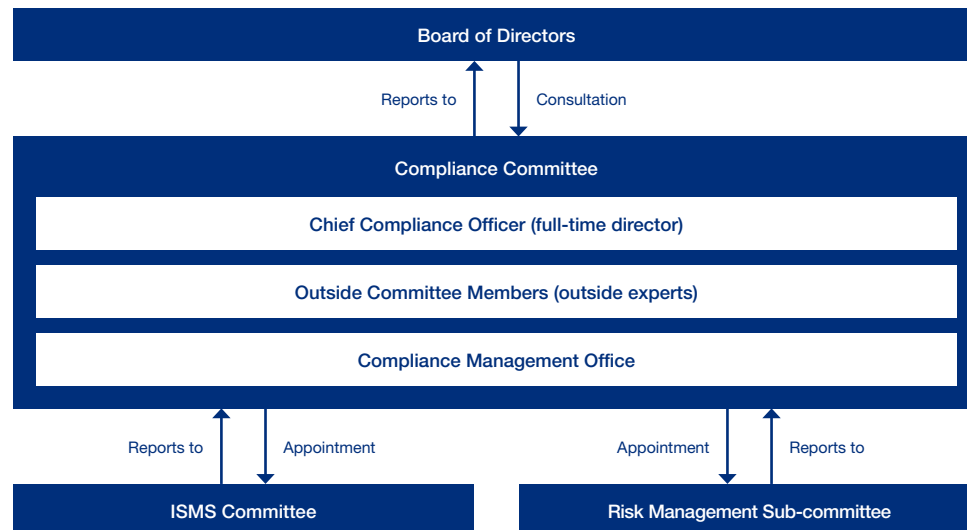 Board of Directors
Reports to
Consultation
Compliance Committee
Chief Compliance Officer (full-time director)
Outside Committee Members (outside experts)
Compliance Management Office
Reports to
Appointment
Appointment
Reports to
ISMS Committee
Risk Management Sub-committee